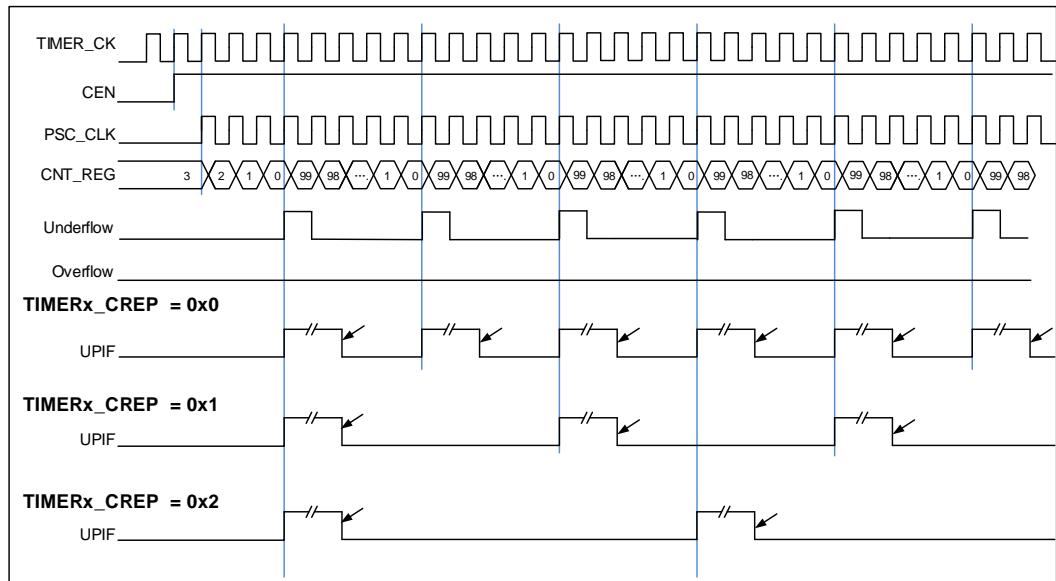 TIMER_CK
CEN
PSC_CLK
CNT_REG 3 2 1 0 99 98 ... 1 0 99 98 ... 1 0 99 98 ... 1 0 99 98 ... 1 0 99 98 ... 1 0 99 98
Underflow
Overflow
TIMERx_CREP = 0x0
UPIF
TIMERx_CREP = 0x1
UPIF
TIMERx_CREP = 0x2
UPIF